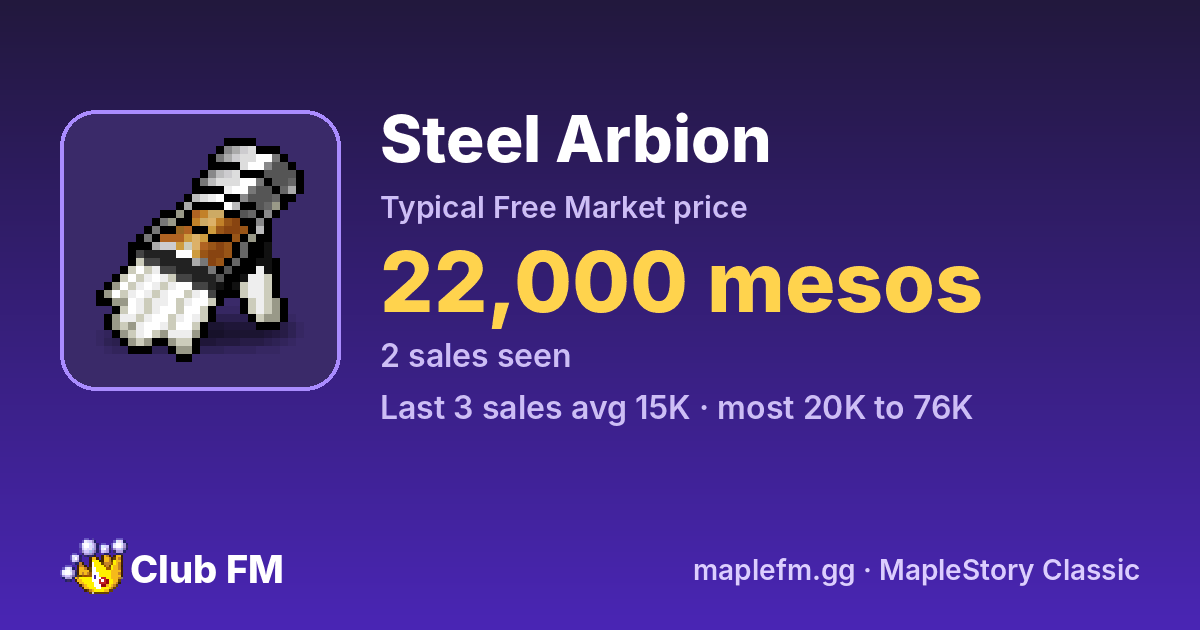 Steel Arbion
Typical Free Market price
22,000 mesos
2 sales seen
Last 3 sales avg 15K · most 20K to 76K
Club FM
maplefm.gg · MapleStory Classic